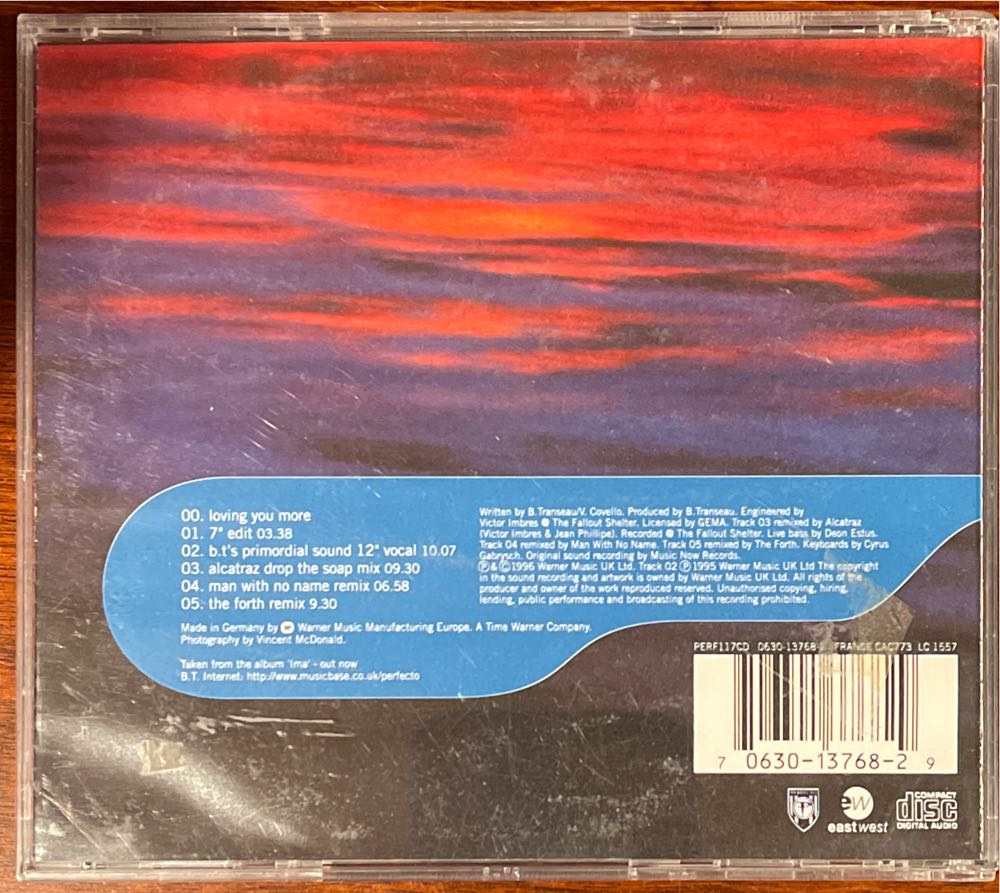 00. loving you more
01. 7" edit 03.38
02. b.t's primordial sound 12" vocal 10.07
03. alcatraz drop the soap mix 09.30
04. man with no name remix 06.58
05. the forth remix 9.30
Made in Germany by Warner Music Manufacturing Europe. A Time Warner Company.
Photography by Vincent McDonald.
Taken from the album 'Ima' - out now
B.T. Internet: http://www.musicbase.co.uk/perfecto
Written by B.Transeau/V. Covello. Produced by B.Transeau. Engineered by
Victor Imbres @ The Fallout Shelter. Licensed by GEMA. Track 03 remixed by Alcatraz
(Victor Imbres & Jean Phillipe). Recorded @ The Fallout Shelter. Live bass by Deon Estus.
Track 04 remixed by Man With No Name. Track 05 remixed by The Forth. Keyboards by Cyrus
Gabrysch. Original sound recording by Music Now Records.
Ⓟ & Ⓒ 1996 Warner Music UK Ltd. Track 02 Ⓟ 1995 Warner Music UK Ltd The copyright
in the sound recording and artwork is owned by Warner Music UK Ltd. All rights of the
producer and owner of the work reproduced reserved. Unauthorised copying, hiring,
lending, public performance and broadcasting of this recording prohibited.
PERF117CD 0630-13768- FRANCE CAC773 LC 1557
7 0630-13768-2 9
ew
eastwest
COMPACT
disc
DIGITAL AUDIO